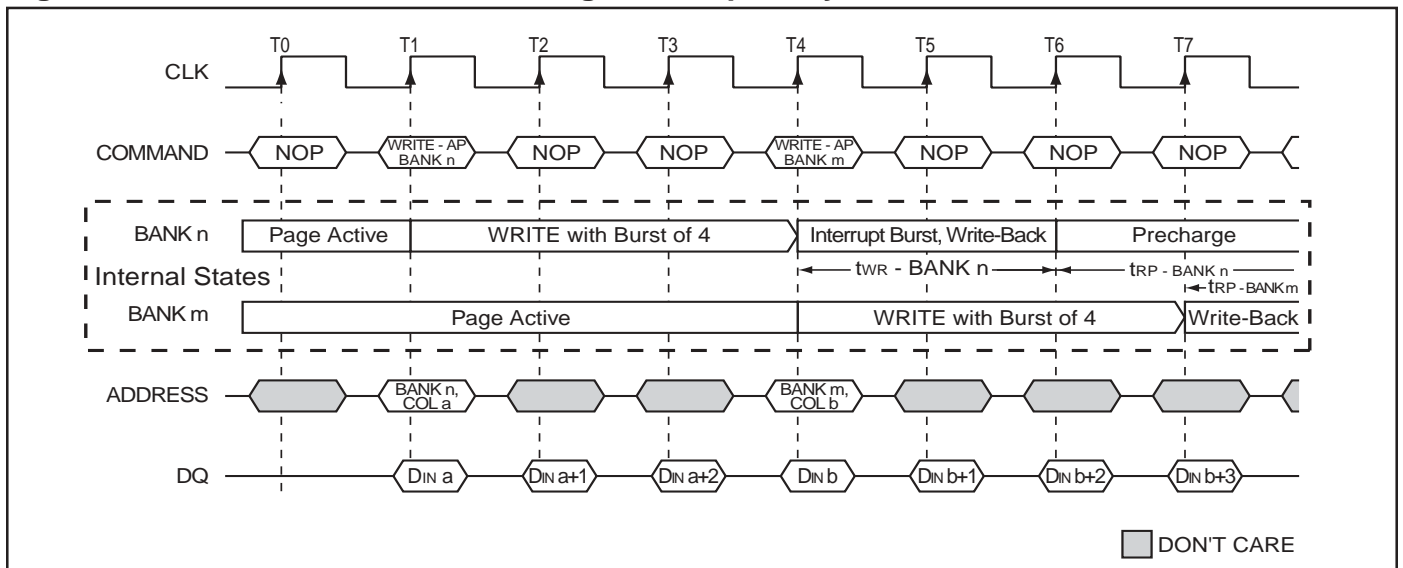 T0 T1 T2 T3 T4 T5 T6 T7
CLK
COMMAND NOP WRITE - AP BANK n NOP NOP WRITE - AP BANK m NOP NOP NOP
BANK n Page Active WRITE with Burst of 4 Interrupt Burst, Write-Back Precharge
Internal States tWR - BANK n tRP - BANK n
tRP - BANK m
BANK m Page Active WRITE with Burst of 4 Write-Back
ADDRESS BANK n, COL a BANK m, COL b
DQ DIN a DIN a+1 DIN a+2 DIN b DIN b+1 DIN b+2 DIN b+3
DON'T CARE